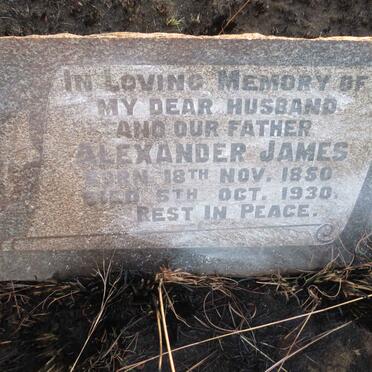 IN LOVING MEMORY OF
MY DEAR HUSBAND
AND OUR FATHER
ALEXANDER JAMES
BORN 18TH NOV. 1850
DIED 5TH OCT. 1930.
REST IN PEACE.